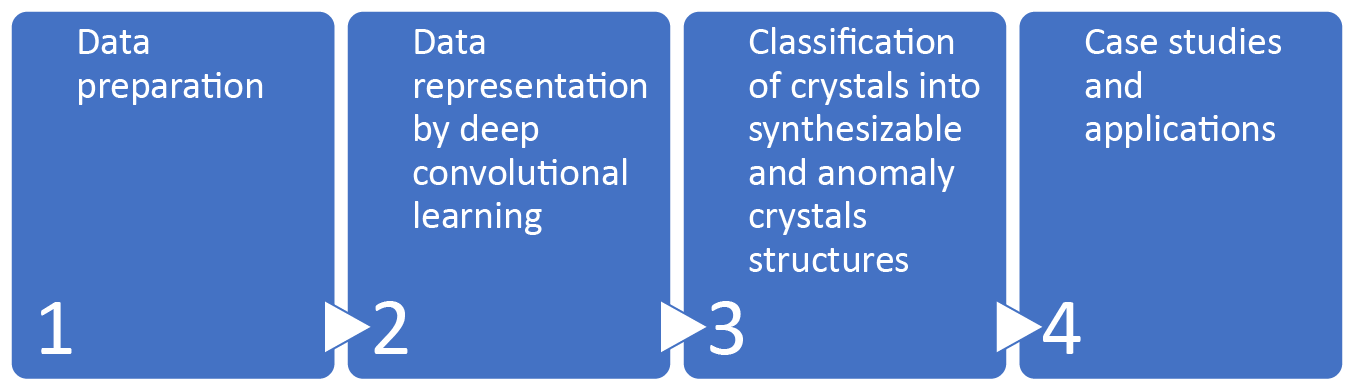 Data
preparation
1
Data
representation
by deep
convolutional
learning
2
Classification
of crystals into
synthesizable
and anomaly
crystals
structures
3
Case studies
and
applications
4